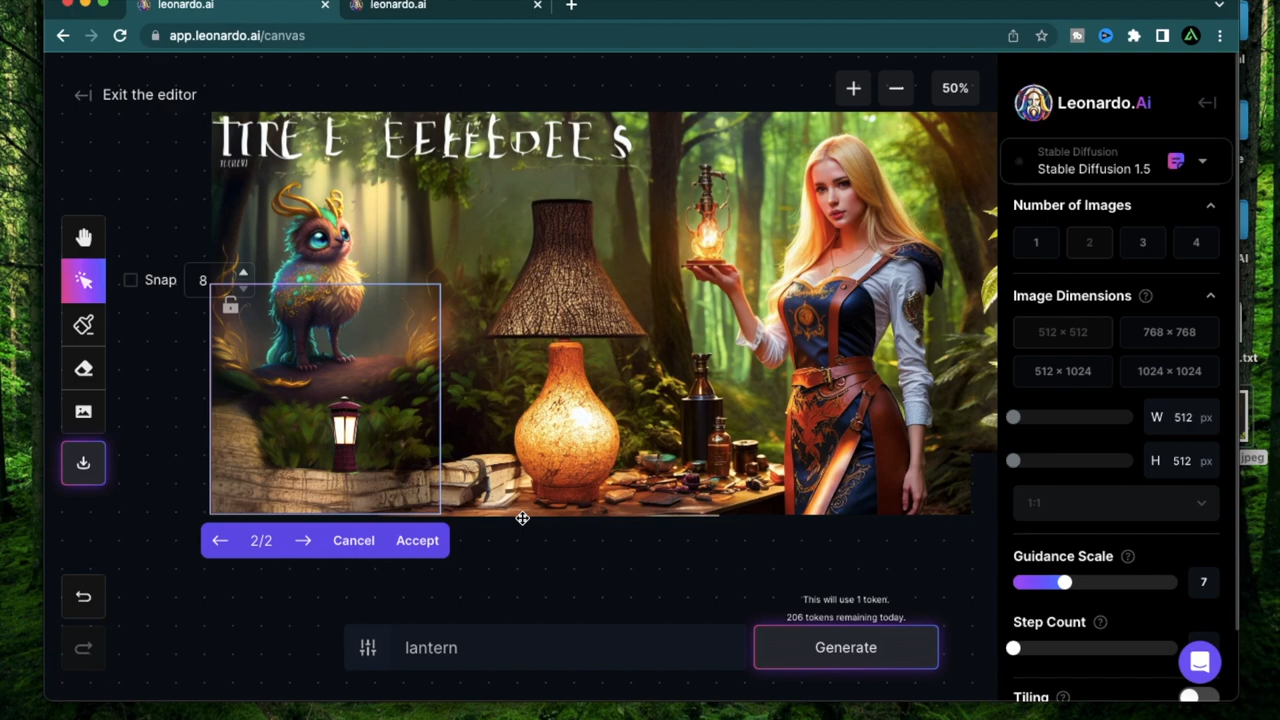 leonardo.ai
leonardo.ai
app.leonardo.ai/canvas
Exit the editor
50%
Leonardo.Ai
Stable Diffusion
Stable Diffusion 1.5
Number of Images
1 2 3 4
Snap 8
Image Dimensions
512 × 512 768 × 768
512 × 1024 1024 × 1024
W 512 px
H 512 px
1:1
2/2 Cancel Accept
Guidance Scale
7
This will use 1 token.
206 tokens remaining today.
Step Count
lantern
Generate
Tiling
.txt
jpeg